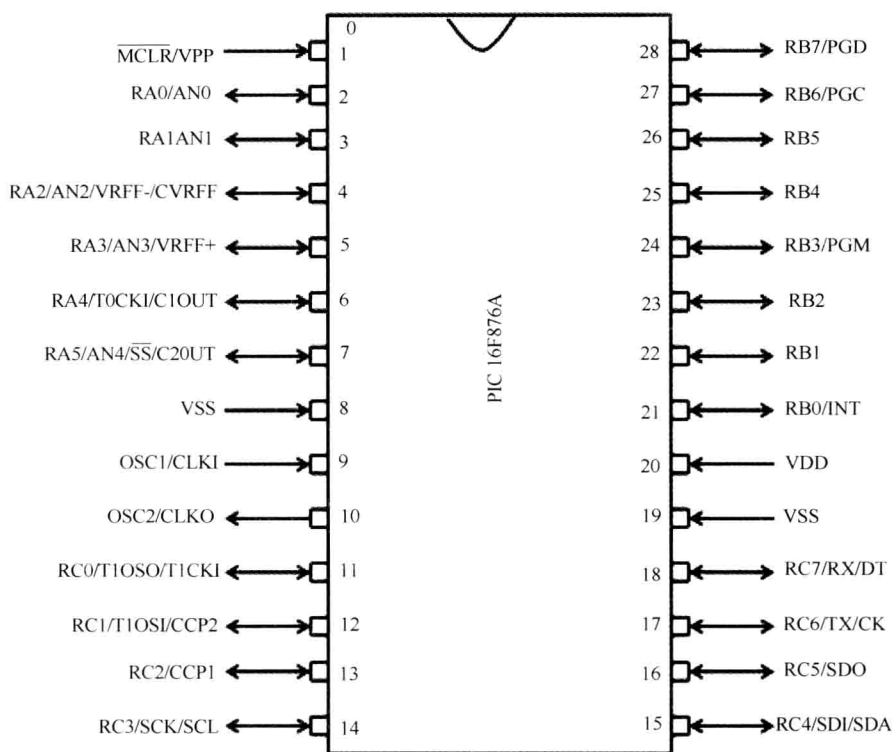 0
MCLR/VPP 1
RA0/AN0 2
RA1AN1 3
RA2/AN2/VRFF-/CVRFF 4
RA3/AN3/VRFF+ 5
RA4/T0CKI/C1OUT 6
RA5/AN4/SS/C20UT 7
VSS 8
OSC1/CLKI 9
OSC2/CLKO 10
RC0/T1OSO/T1CKI 11
RC1/T1OSI/CCP2 12
RC2/CCP1 13
RC3/SCK/SCL 14
PIC 16F876A
28 RB7/PGD
27 RB6/PGC
26 RB5
25 RB4
24 RB3/PGM
23 RB2
22 RB1
21 RB0/INT
20 VDD
19 VSS
18 RC7/RX/DT
17 RC6/TX/CK
16 RC5/SDO
15 RC4/SDI/SDA